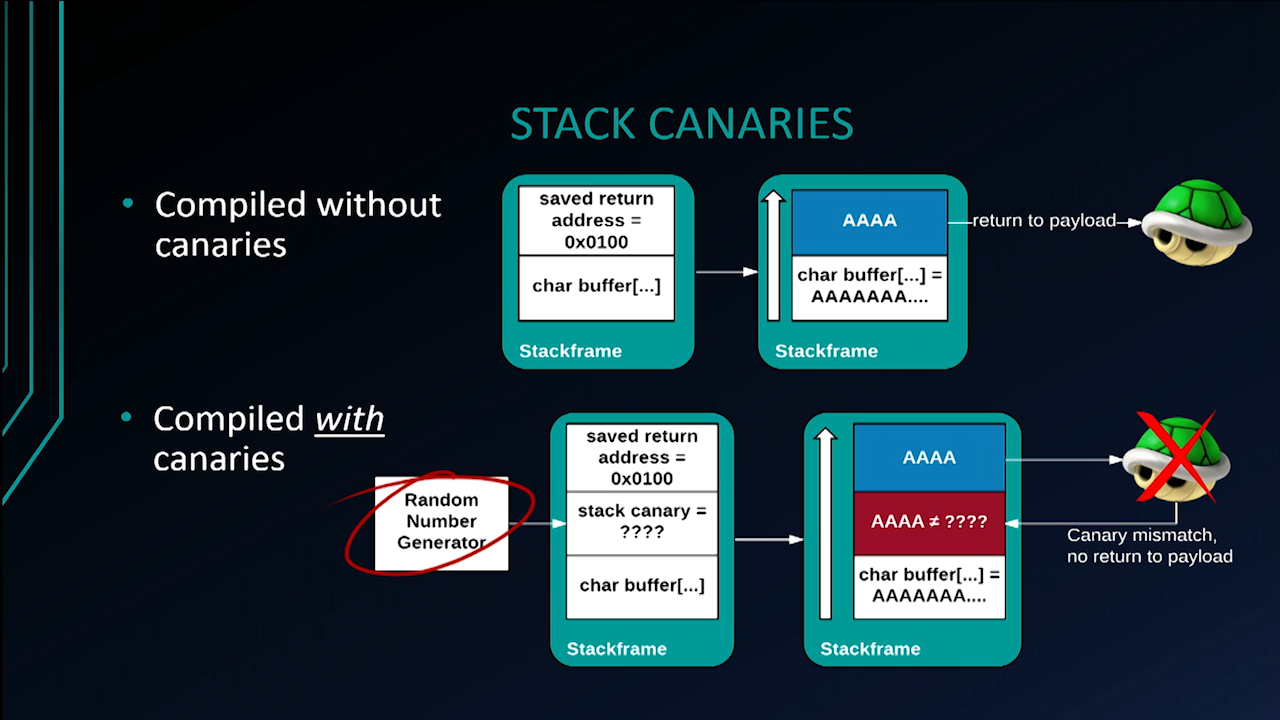 STACK CANARIES
• Compiled without
canaries
saved return
address =
0x0100
char buffer[...]
Stackframe
AAAA
char buffer[...] =
AAAAAAA....
Stackframe
return to payload
• Compiled with
canaries
Random
Number
Generator
saved return
address =
0x0100
stack canary =
????
char buffer[...]
Stackframe
AAAA
AAAA ≠ ????
char buffer[...] =
AAAAAAA....
Stackframe
Canary mismatch,
no return to payload